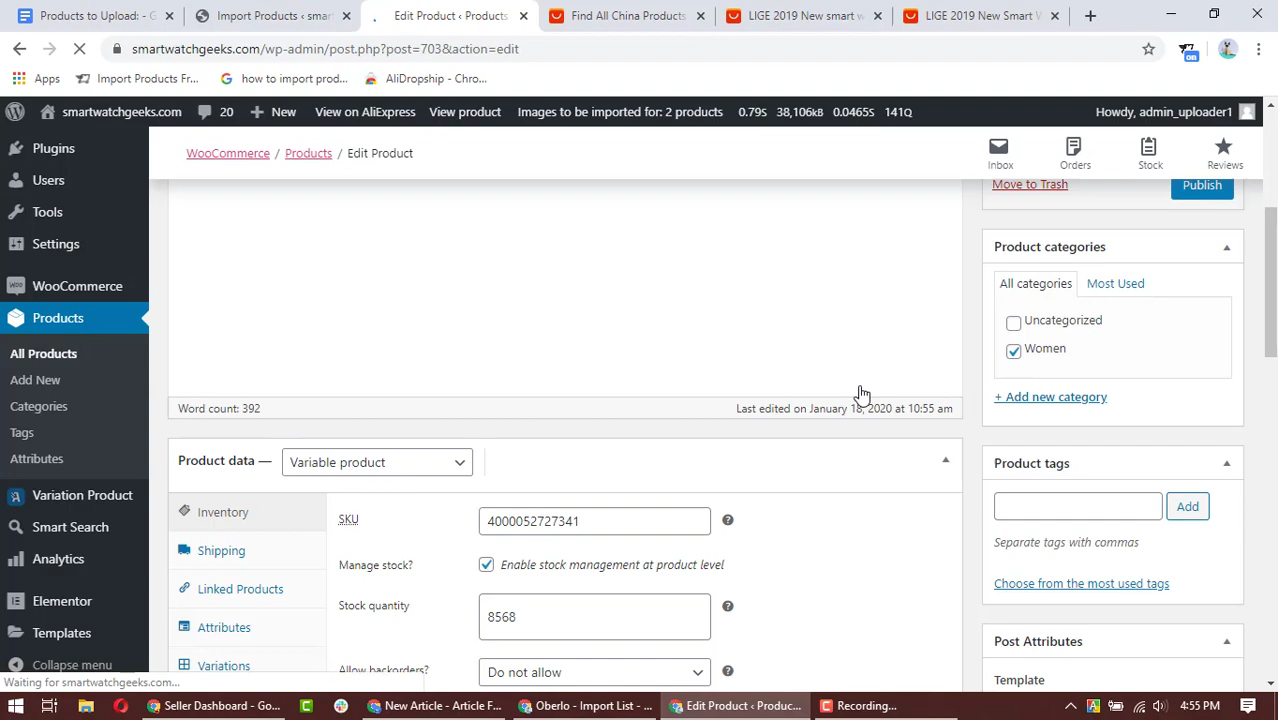 Products to Upload: - G
Import Products ‹ smart
Edit Product ‹ Products
Find All China Products
LIGE 2019 New smart w
LIGE 2019 New Smart W
smartwatchgeeks.com/wp-admin/post.php?post=703&action=edit
on
Apps
Import Products Fr...
how to import prod...
AliDropship - Chro...
smartwatchgeeks.com
20
New
View on AliExpress
View product
Images to be imported for: 2 products
0.79S
38,106kB
0.0465S
141Q
Howdy, admin_uploader1
Plugins
Users
Tools
Settings
WooCommerce
Products
All Products
Add New
Categories
Tags
Attributes
Variation Product
Smart Search
Analytics
Elementor
Templates
Collapse menu
WooCommerce / Products / Edit Product
Inbox
Orders
Stock
Reviews
Move to Trash
Publish
Product categories
All categories
Most Used
Uncategorized
Women
+ Add new category
Word count: 392
Last edited on January 18, 2020 at 10:55 am
Product data —
Variable product
Inventory
Shipping
Linked Products
Attributes
Variations
SKU
4000052727341
Manage stock?
Enable stock management at product level
Stock quantity
8568
Allow backorders?
Do not allow
Product tags
Add
Separate tags with commas
Choose from the most used tags
Post Attributes
Template
Waiting for smartwatchgeeks.com...
Seller Dashboard - Go...
New Article - Article F...
Oberlo - Import List - ...
Edit Product ‹ Produc...
Recording...
4:55 PM